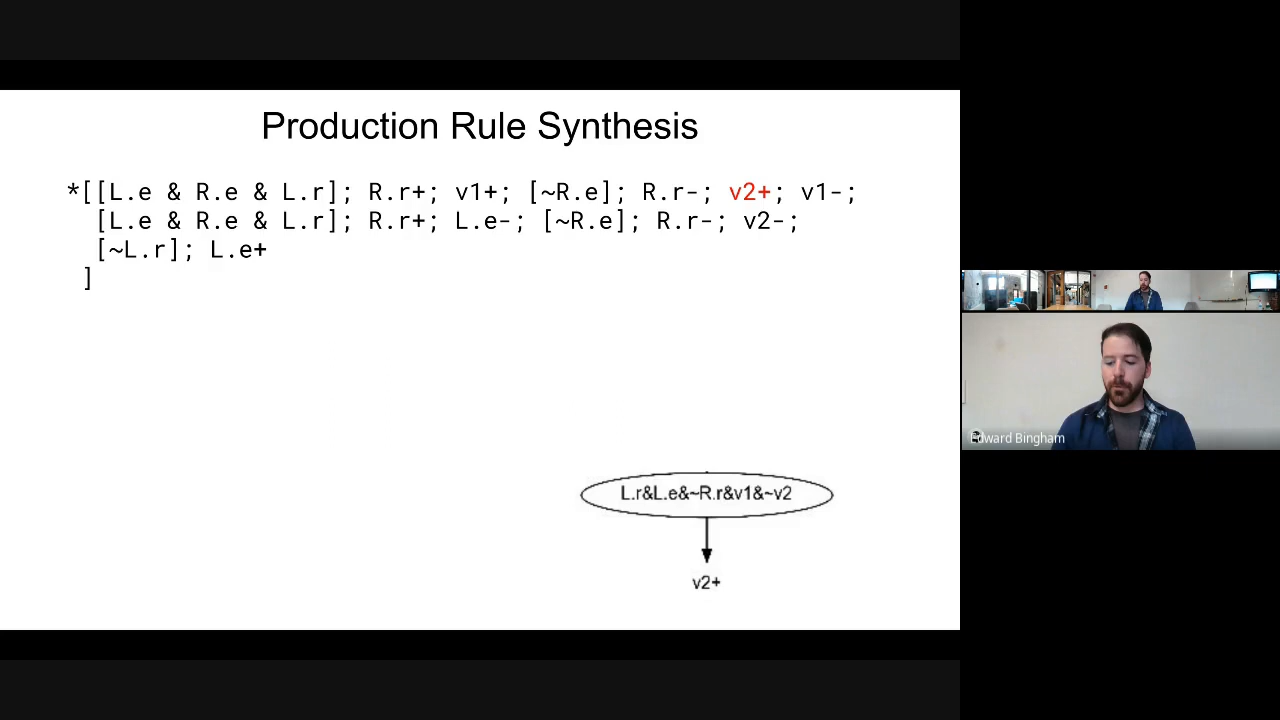 Production Rule Synthesis
*[[L.e & R.e & L.r]; R.r+; v1+; [~R.e]; R.r-; v2+; v1-;
[L.e & R.e & L.r]; R.r+; L.e-; [~R.e]; R.r-; v2-;
[~L.r]; L.e+
]
L.r&L.e&~R.r&v1&~v2
v2+
Edward Bingham